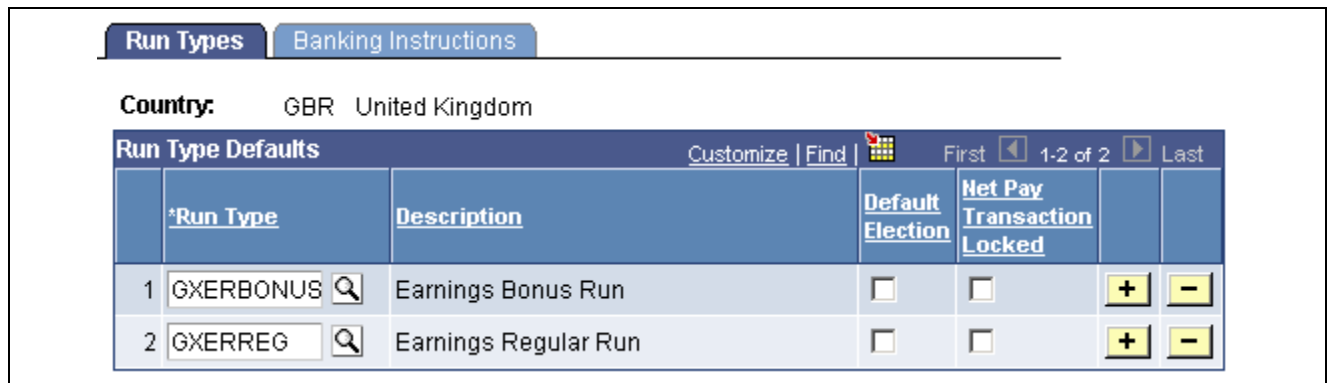 Run Types Banking Instructions
Country: GBR United Kingdom
Run Type Defaults Customize | Find | First 1-2 of 2 Last
*Run Type Description Default Election Net Pay Transaction Locked
1 GXERBONUS Earnings Bonus Run + −
2 GXERREG Earnings Regular Run + −